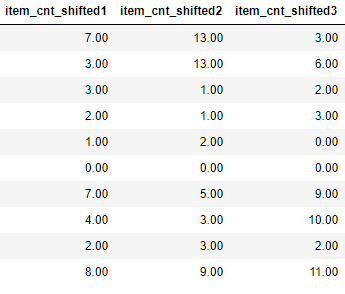 item_cnt_shifted1 item_cnt_shifted2 item_cnt_shifted3
7.00 13.00 3.00
3.00 13.00 6.00
3.00 1.00 2.00
2.00 1.00 3.00
1.00 2.00 0.00
0.00 0.00 0.00
7.00 5.00 9.00
4.00 3.00 10.00
2.00 3.00 2.00
8.00 9.00 11.00